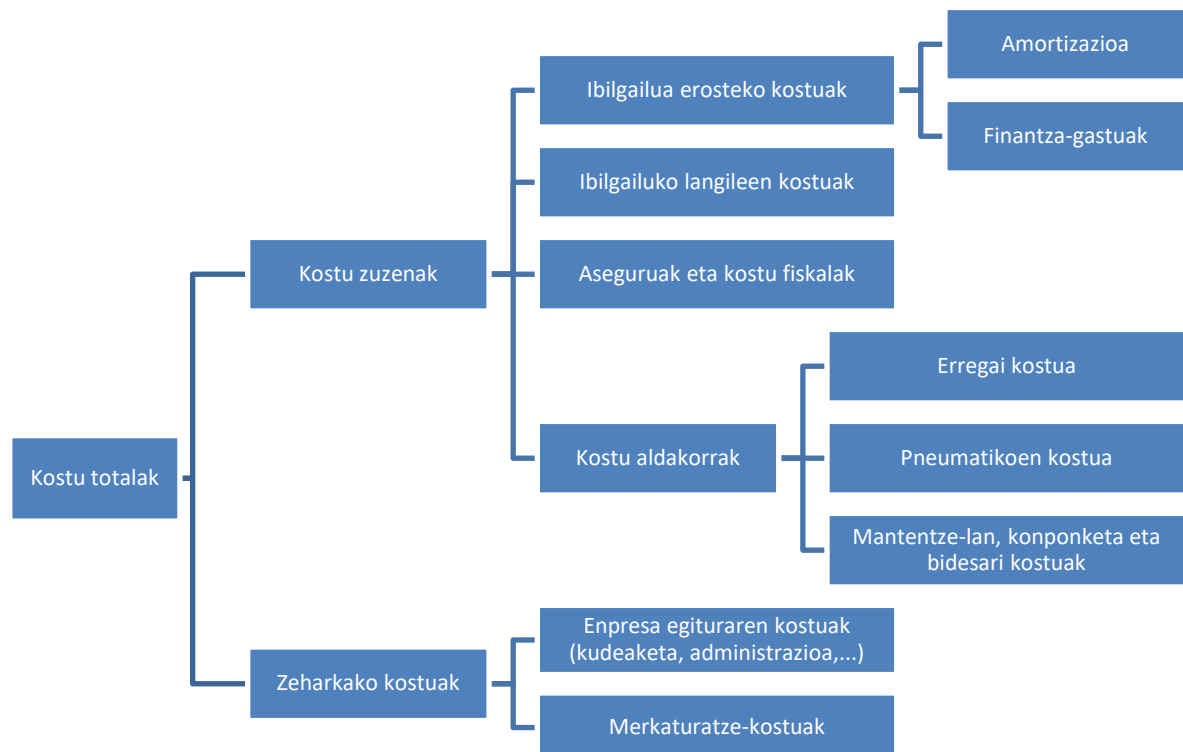 Amortizazioa
Ibilgailua erosteko kostuak
Finantza-gastuak
Ibilgailuko langileen kostuak
Kostu zuzenak
Aseguruak eta kostu fiskalak
Erregai kostua
Kostu totalak
Kostu aldakorrak
Pneumatikoen kostua
Mantentze-lan, konponketa eta
bidesari kostuak
Enpresa egituraren kostuak
(kudeaketa, administrazioa,...)
Zeharkako kostuak
Merkaturatze-kostuak